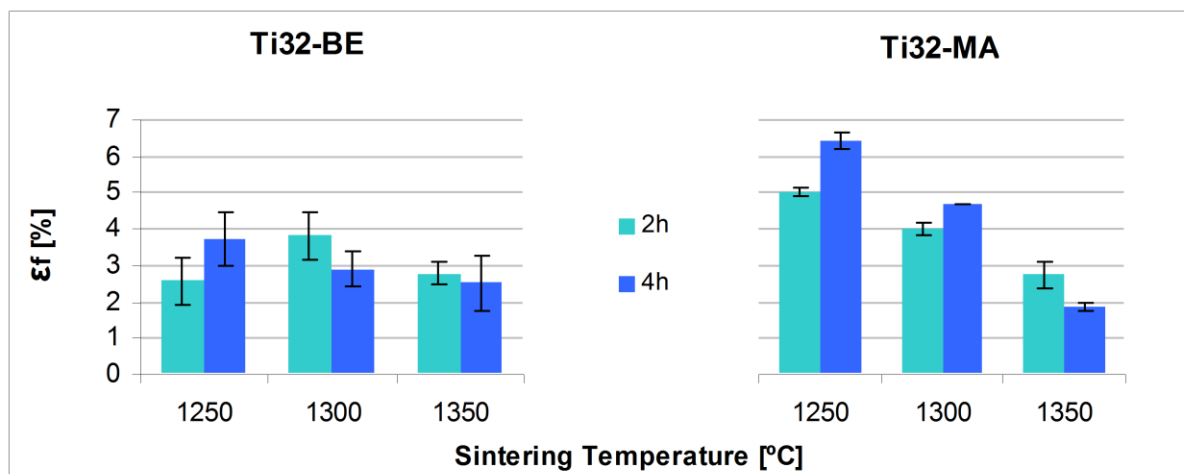 Ti32-BE
Ti32-MA
εf [%]
7
6
5
4
3
2
1
0
1250 1300 1350
2h
4h
1250 1300 1350
Sintering Temperature [ºC]